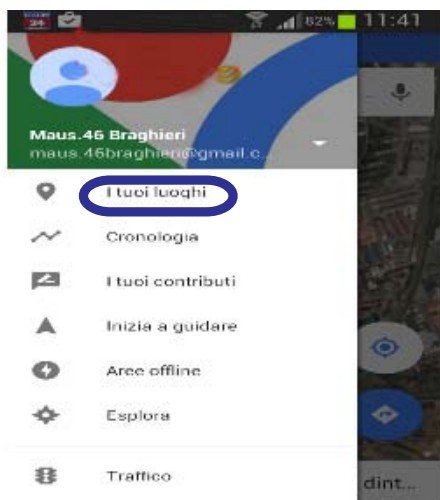 24
82% 11:41
Maus.46 Braghieri
maus.46braghieri@gmail.c...
I tuoi luoghi
Cronologia
I tuoi contributi
Inizia a guidare
Aree offline
Esplora
Traffico
dint...